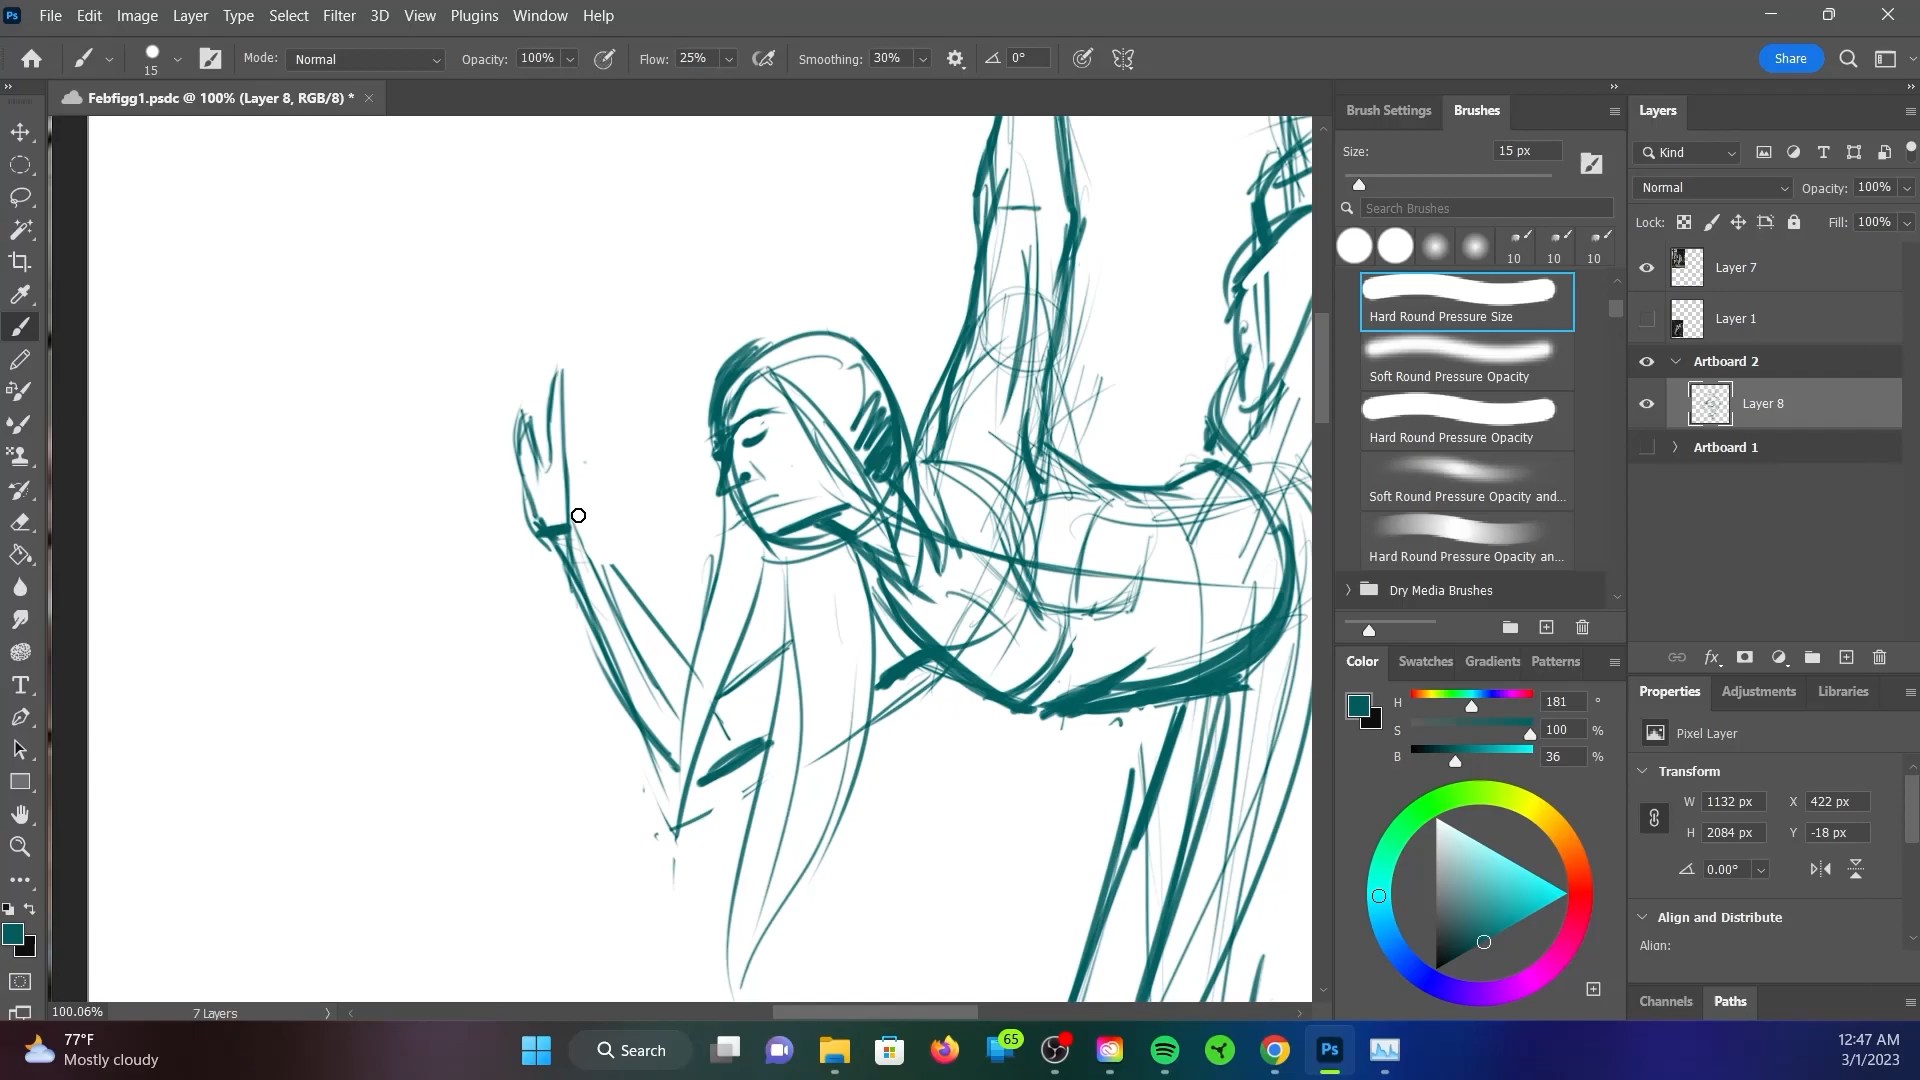 Ps File Edit Image Layer Type Select Filter 3D View Plugins Window Help
15 Mode: Normal Opacity: 100% Flow: 25% Smoothing: 30% 0° Share
Febfigg1.psdc @ 100% (Layer 8, RGB/8) *
Brush Settings Brushes
Size: 15 px
Search Brushes
10 10 10
Hard Round Pressure Size
Soft Round Pressure Opacity
Hard Round Pressure Opacity
Soft Round Pressure Opacity and...
Hard Round Pressure Opacity an...
Dry Media Brushes
Color Swatches Gradients Patterns
H 181 °
S 100 %
B 36 %
Layers
Kind
Normal Opacity: 100%
Lock: Fill: 100%
Layer 7
Layer 1
Artboard 2
Layer 8
Artboard 1
fx
Properties Adjustments Libraries
Pixel Layer
Transform
W 1132 px X 422 px
H 2084 px Y -18 px
0.00°
Align and Distribute
Align:
Channels Paths
100.06% 7 Layers
77°F
Mostly cloudy
Search
65
Ps
12:47 AM
3/1/2023